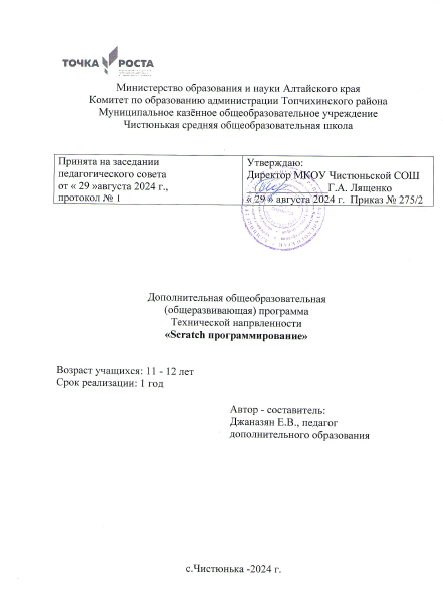 ТОЧКА РОСТА
Министерство образования и науки Алтайского края
Комитет по образованию администрации Топчихинского района
Муниципальное казённое общеобразовательное учреждение
Чистюнькая средняя общеобразовательная школа
Принята на заседании
педагогического совета
от « 29 »августа 2024 г.,
протокол № 1
Утверждаю:
Директор МКОУ Чистюньской СОШ
Г.А. Лященко
« 29 » августа 2024 г. Приказ № 275/2
Дополнительная общеобразовательная
(общеразвивающая) программа
Технической напрвленности
«Scratch программирование»
Возраст учащихся: 11 - 12 лет
Срок реализации: 1 год
Автор - составитель:
Джаназян Е.В., педагог
дополнительного образования
с.Чистюнька -2024 г.